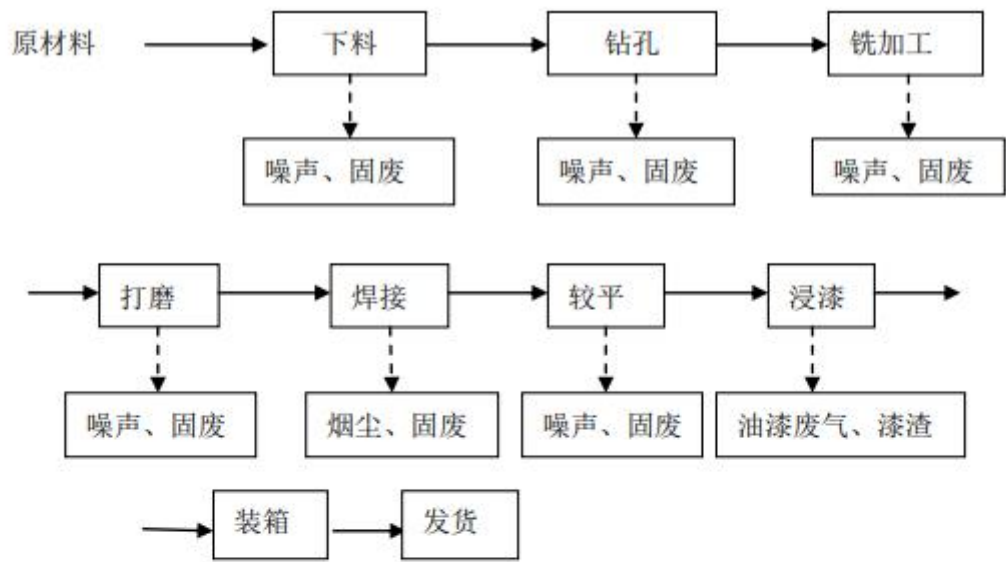 原材料 下料 钻孔 铣加工
噪声、固废 噪声、固废 噪声、固废
打磨 焊接 较平 浸漆
噪声、固废 烟尘、固废 噪声、固废 油漆废气、漆渣
装箱 发货